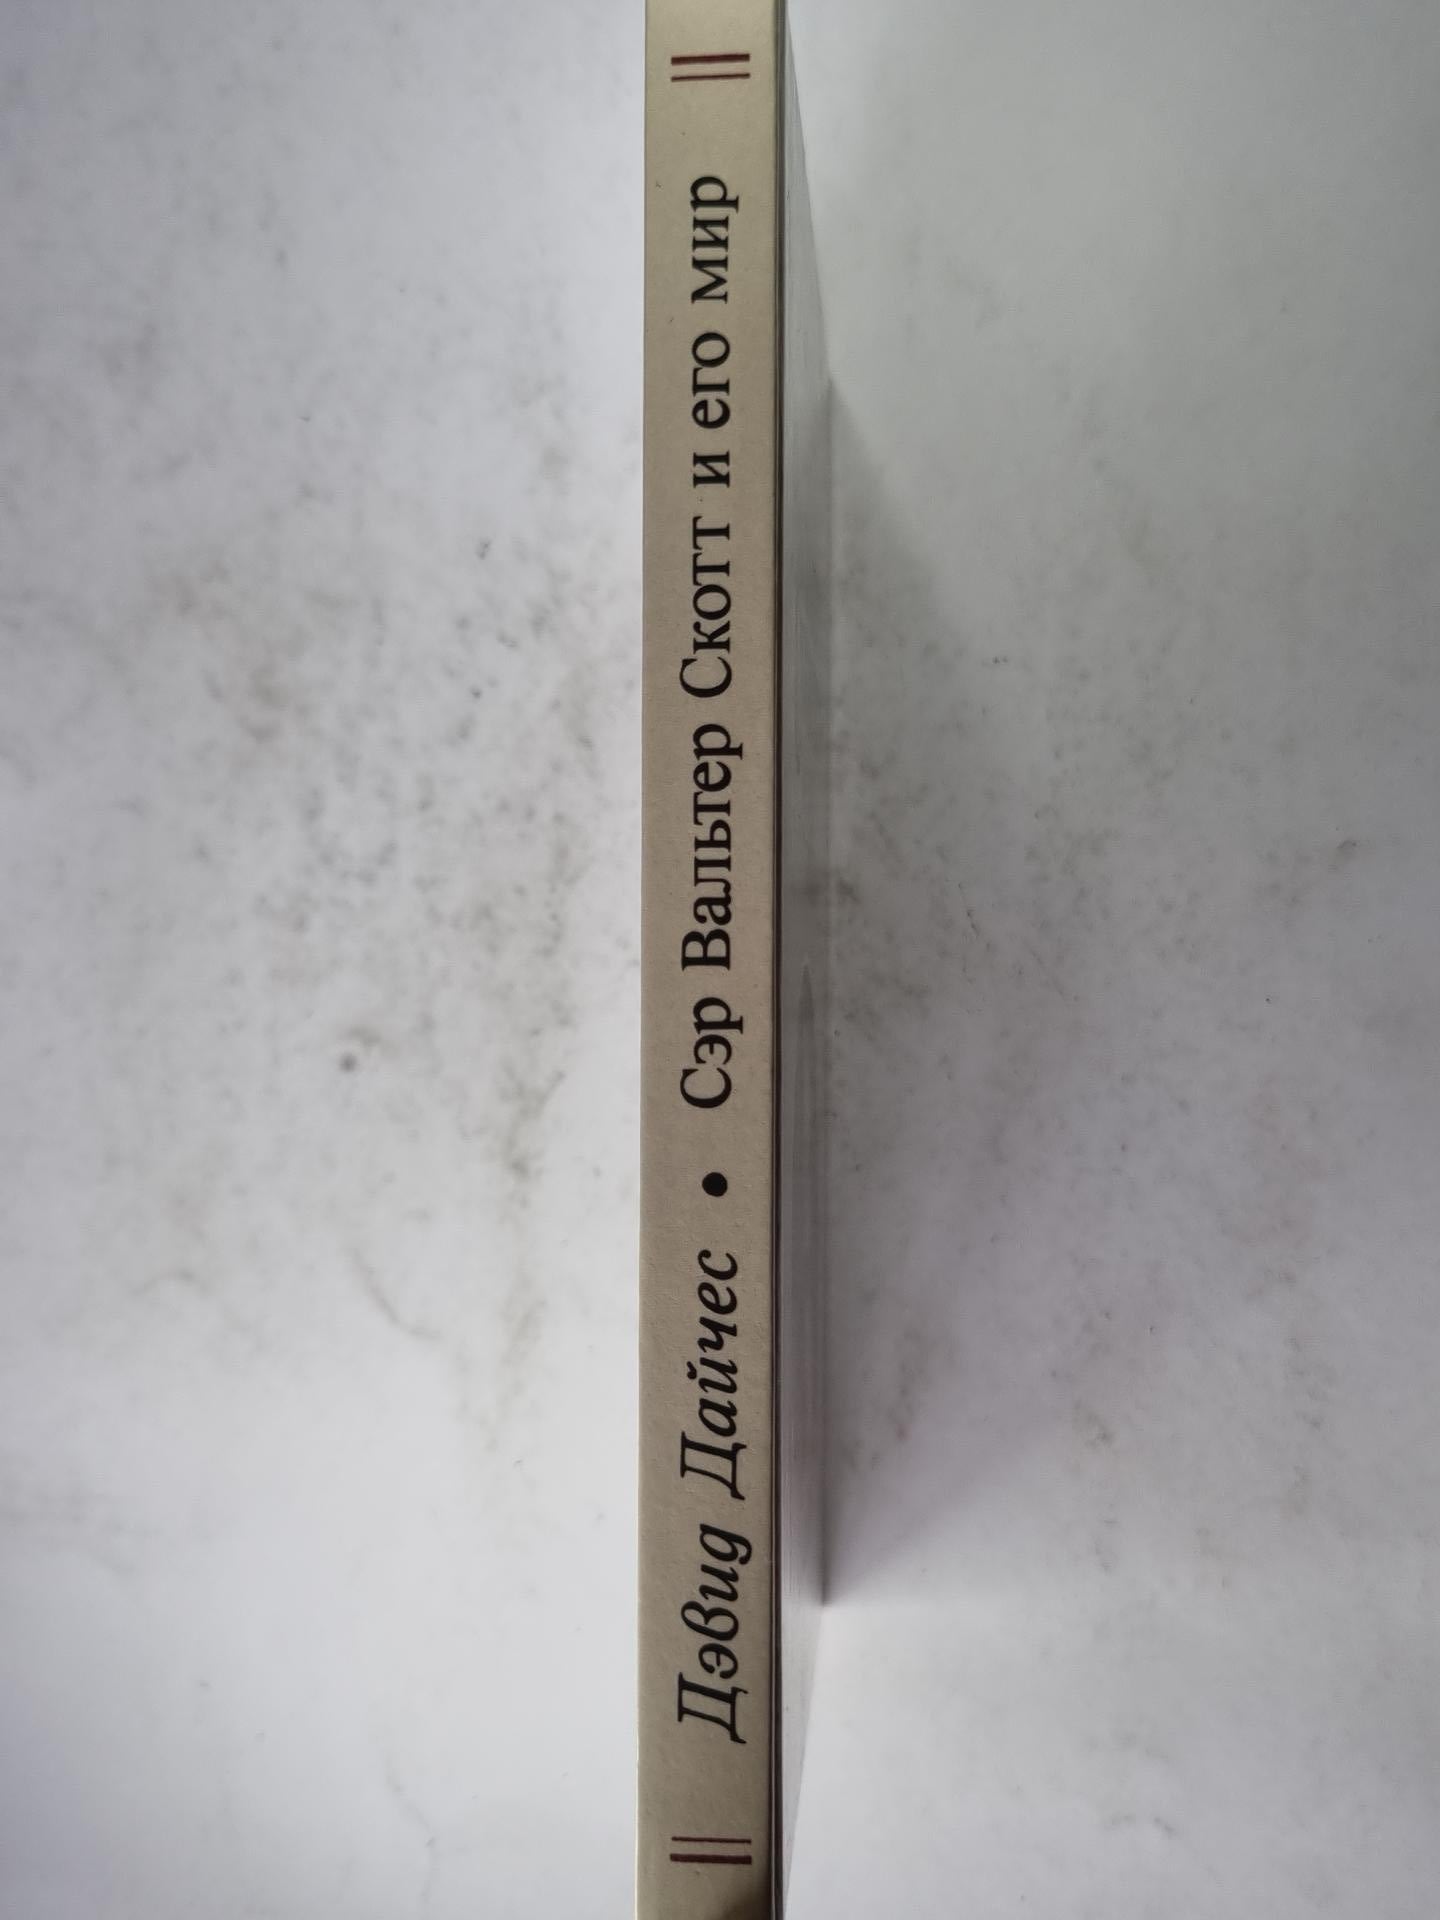 Дэвид Дайчес • Сэр Вальтер Скотт и его мир